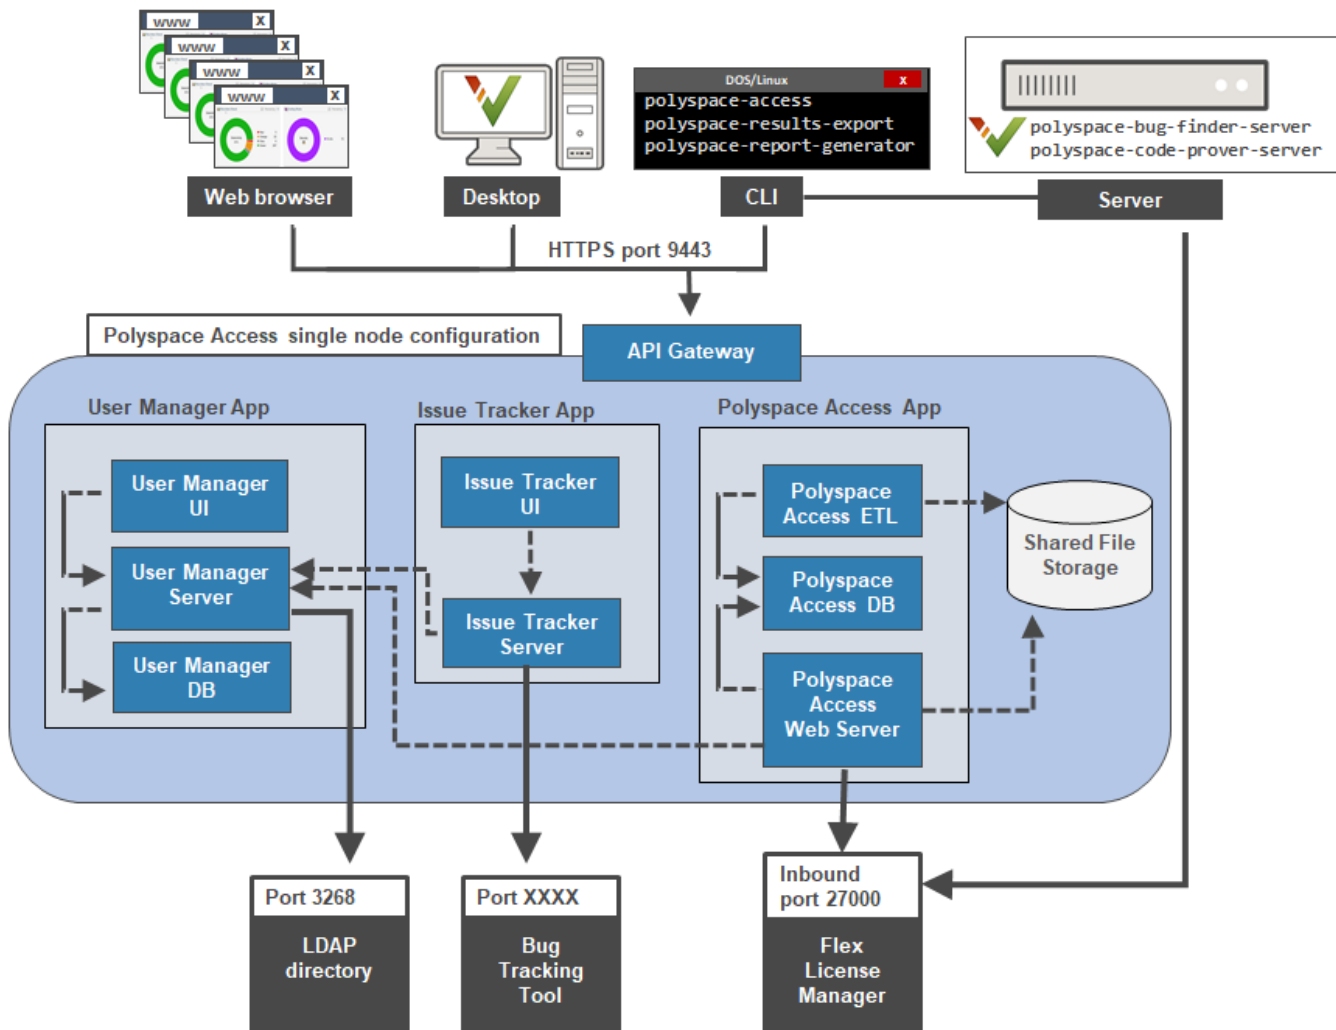 www X
www X
www X
www X
DOS/Linux X
polyspace-access
polyspace-results-export
polyspace-report-generator
polyspace-bug-finder-server
polyspace-code-prover-server
Web browser
Desktop
CLI
Server
HTTPS port 9443
Polyspace Access single node configuration
API Gateway
User Manager App
Issue Tracker App
Polyspace Access App
User Manager
UI
User Manager
Server
User Manager
DB
Issue Tracker
UI
Issue Tracker
Server
Polyspace
Access ETL
Polyspace
Access DB
Polyspace
Access
Web Server
Shared File
Storage
Port 3268
LDAP
directory
Port XXXX
Bug
Tracking
Tool
Inbound
port 27000
Flex
License
Manager